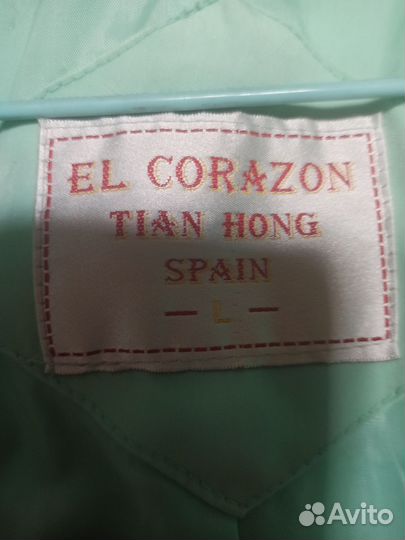 EL CORAZON
TIAN HONG
SPAIN
— L —
Avito